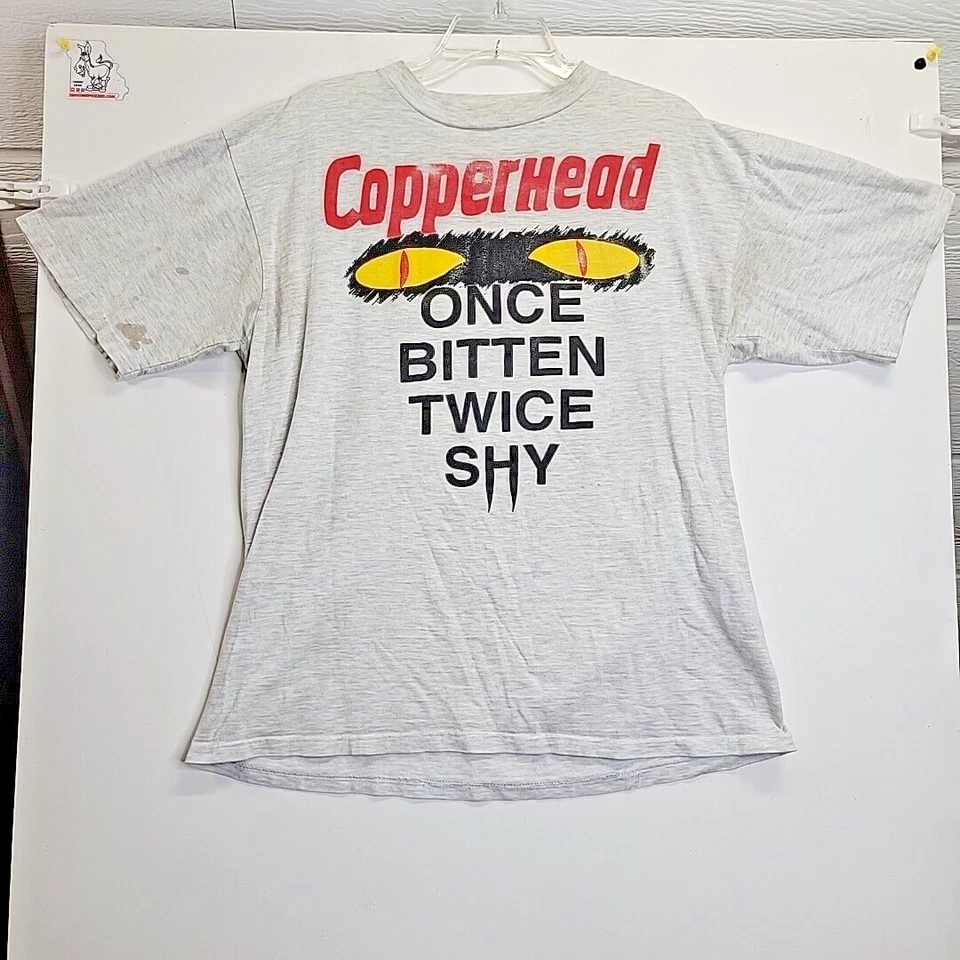 CopperHead
ONCE
BITTEN
TWICE
SHY